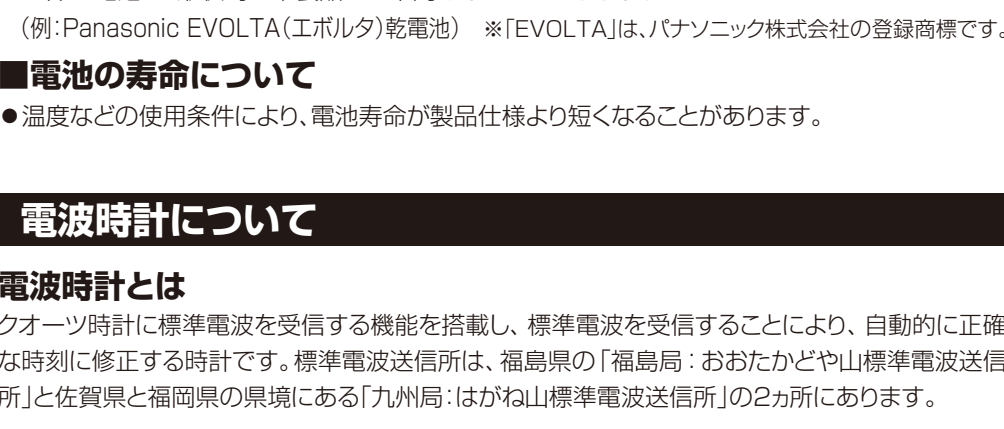 (例:Panasonic EVOLTA(エボルタ)乾電池) ※「EVOLTA」は、パナソニック株式会社の登録商標です。
■電池の寿命について
●温度などの使用条件により、電池寿命が製品仕様より短くなることがあります。
電波時計について
電波時計とは
クオーツ時計に標準電波を受信する機能を搭載し、標準電波を受信することにより、自動的に正確
な時刻に修正する時計です。標準電波送信所は、福島県の「福島局:おおたかどや山標準電波送信
所」と佐賀県と福岡県の県境にある「九州局:はがね山標準電波送信所」の2ヵ所にあります。